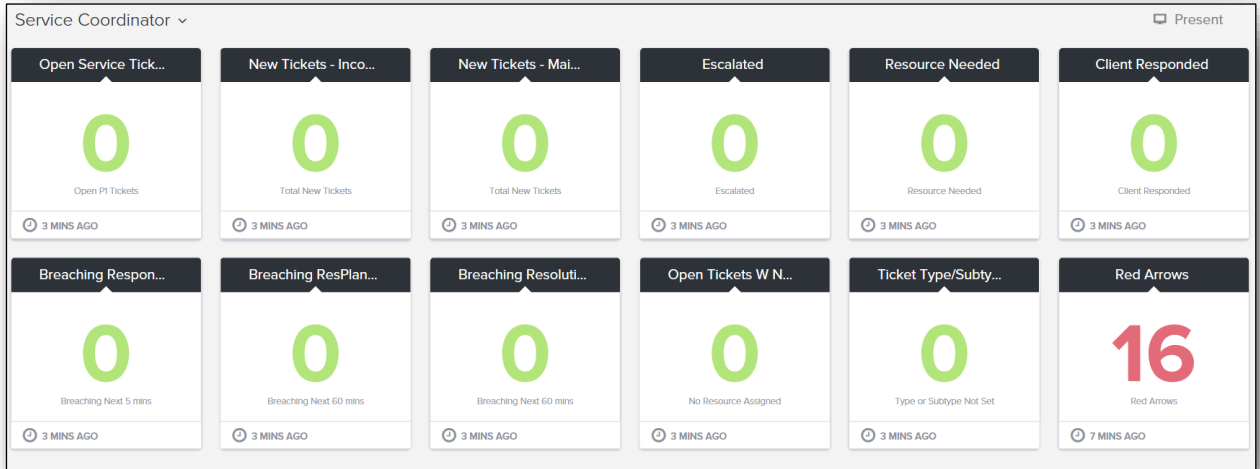 Service Coordinator
Present
Open Service Tick...
New Tickets - Inco...
New Tickets - Mai...
Escalated
Resource Needed
Client Responded
0
0
0
0
0
0
Open P1 Tickets
Total New Tickets
Total New Tickets
Escalated
Resource Needed
Client Responded
3 MINS AGO
3 MINS AGO
3 MINS AGO
3 MINS AGO
3 MINS AGO
3 MINS AGO
Breaching Respon...
Breaching ResPlan...
Breaching Resoluti...
Open Tickets W N...
Ticket Type/Subty...
Red Arrows
0
0
0
0
0
16
Breaching Next 5 mins
Breaching Next 60 mins
Breaching Next 60 mins
No Resource Assigned
Type or Subtype Not Set
Red Arrows
3 MINS AGO
3 MINS AGO
3 MINS AGO
3 MINS AGO
3 MINS AGO
7 MINS AGO